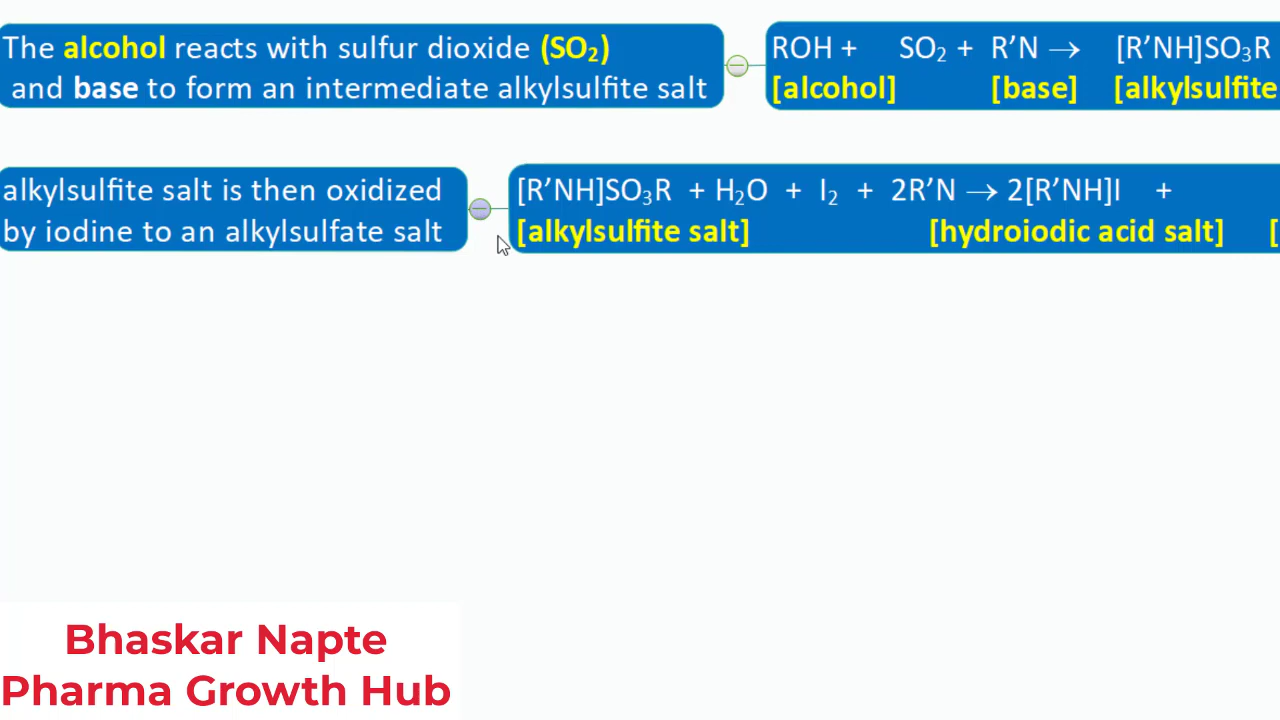 The alcohol reacts with sulfur dioxide (SO₂)
and base to form an intermediate alkylsulfite salt
ROH + SO₂ + R’N → [R’NH]SO₃R
[alcohol] [base] [alkylsulfite
alkylsulfite salt is then oxidized
by iodine to an alkylsulfate salt
[R’NH]SO₃R + H₂O + I₂ + 2R’N → 2[R’NH]I +
[alkylsulfite salt] [hydroiodic acid salt] [
Bhaskar Napte
Pharma Growth Hub